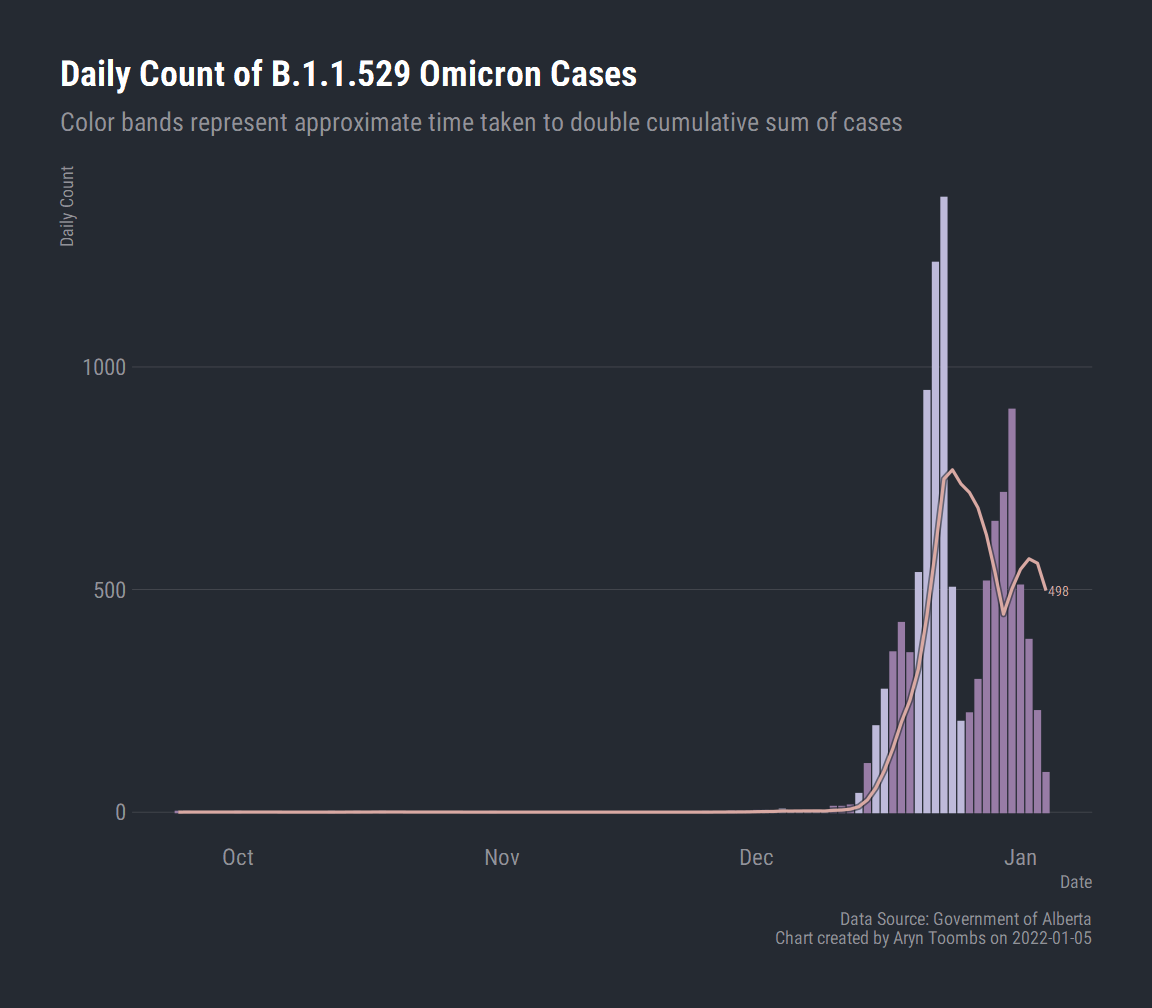 Daily Count of B.1.1.529 Omicron Cases
Color bands represent approximate time taken to double cumulative sum of cases
Daily Count
1000
500
498
0
Oct Nov Dec Jan
Date
Data Source: Government of Alberta
Chart created by Aryn Toombs on 2022-01-05